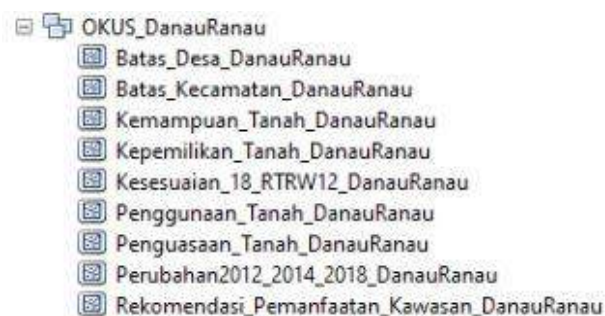 OKUS_DanauRanau
Batas_Desa_DanauRanau
Batas_Kecamatan_DanauRanau
Kemampuan_Tanah_DanauRanau
Kepemilikan_Tanah_DanauRanau
Kesesuaian_18_RTRW12_DanauRanau
Penggunaan_Tanah_DanauRanau
Penguasaan_Tanah_DanauRanau
Perubahan2012_2014_2018_DanauRanau
Rekomendasi_Pemanfaatan_Kawasan_DanauRanau